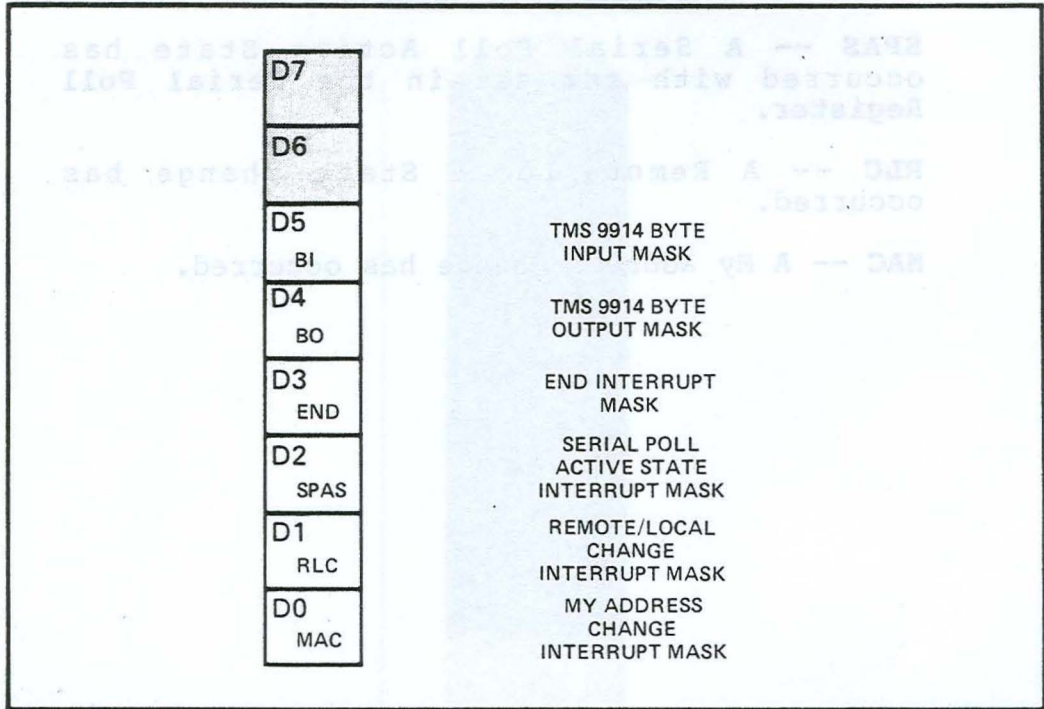 D7
D6
D5
BI
TMS 9914 BYTE
INPUT MASK
D4
BO
TMS 9914 BYTE
OUTPUT MASK
D3
END
END INTERRUPT
MASK
D2
SPAS
SERIAL POLL
ACTIVE STATE
INTERRUPT MASK
D1
RLC
REMOTE/LOCAL
CHANGE
INTERRUPT MASK
D0
MAC
MY ADDRESS
CHANGE
INTERRUPT MASK